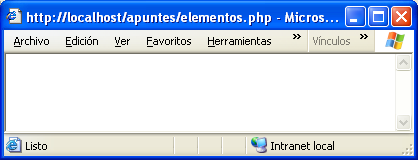 http://localhost/apuntes/elementos.php - Micros...
Archivo Edición Ver Favoritos Herramientas » Vínculos »
Listo Intranet local